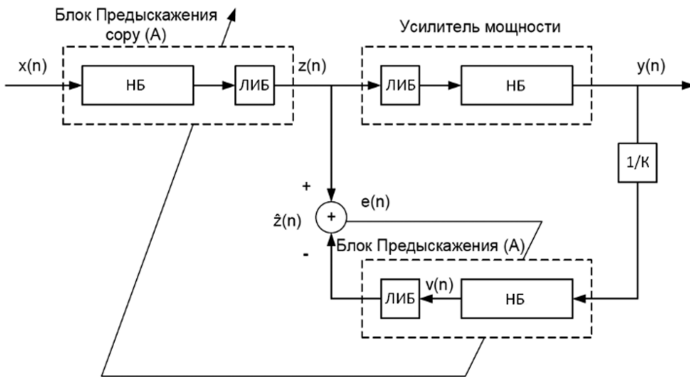 Блок Предыскажения
copy (A)
Усилитель мощности
x(n)
НБ
ЛИБ
z(n)
ЛИБ
НБ
y(n)
1/К
+
e(n)
ẑ(n)
+
-
Блок Предыскажения (А)
ЛИБ
v(n)
НБ